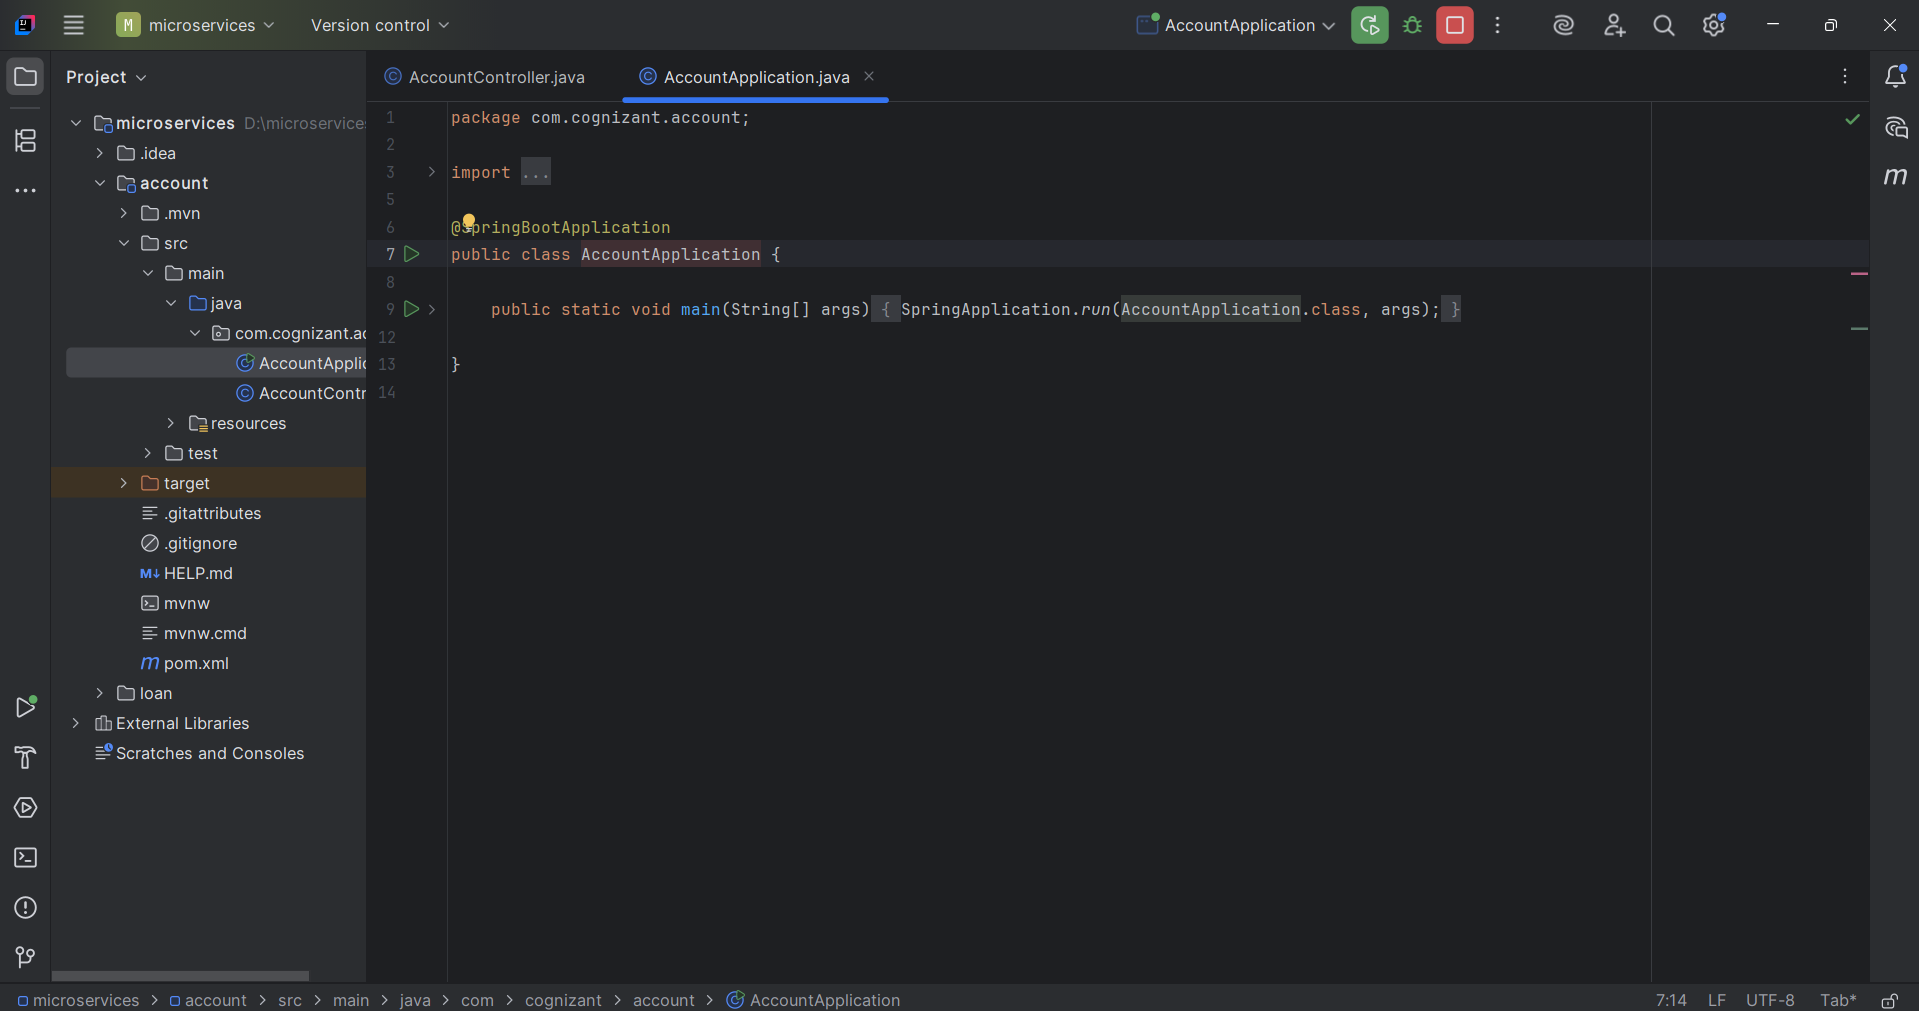 M microservices Version control AccountApplication
Project
AccountController.java AccountApplication.java
microservices D:\microservice
.idea
account
.mvn
src
main
java
com.cognizant.ac
AccountApplic
AccountContr
resources
test
target
.gitattributes
.gitignore
HELP.md
mvnw
mvnw.cmd
pom.xml
loan
External Libraries
Scratches and Consoles
1 package com.cognizant.account;
2
3 import ...
5
6 @SpringBootApplication
7 public class AccountApplication {
8
9 public static void main(String[] args) { SpringApplication.run(AccountApplication.class, args); }
12
13 }
14
microservices > account > src > main > java > com > cognizant > account > AccountApplication 7:14 LF UTF-8 Tab*